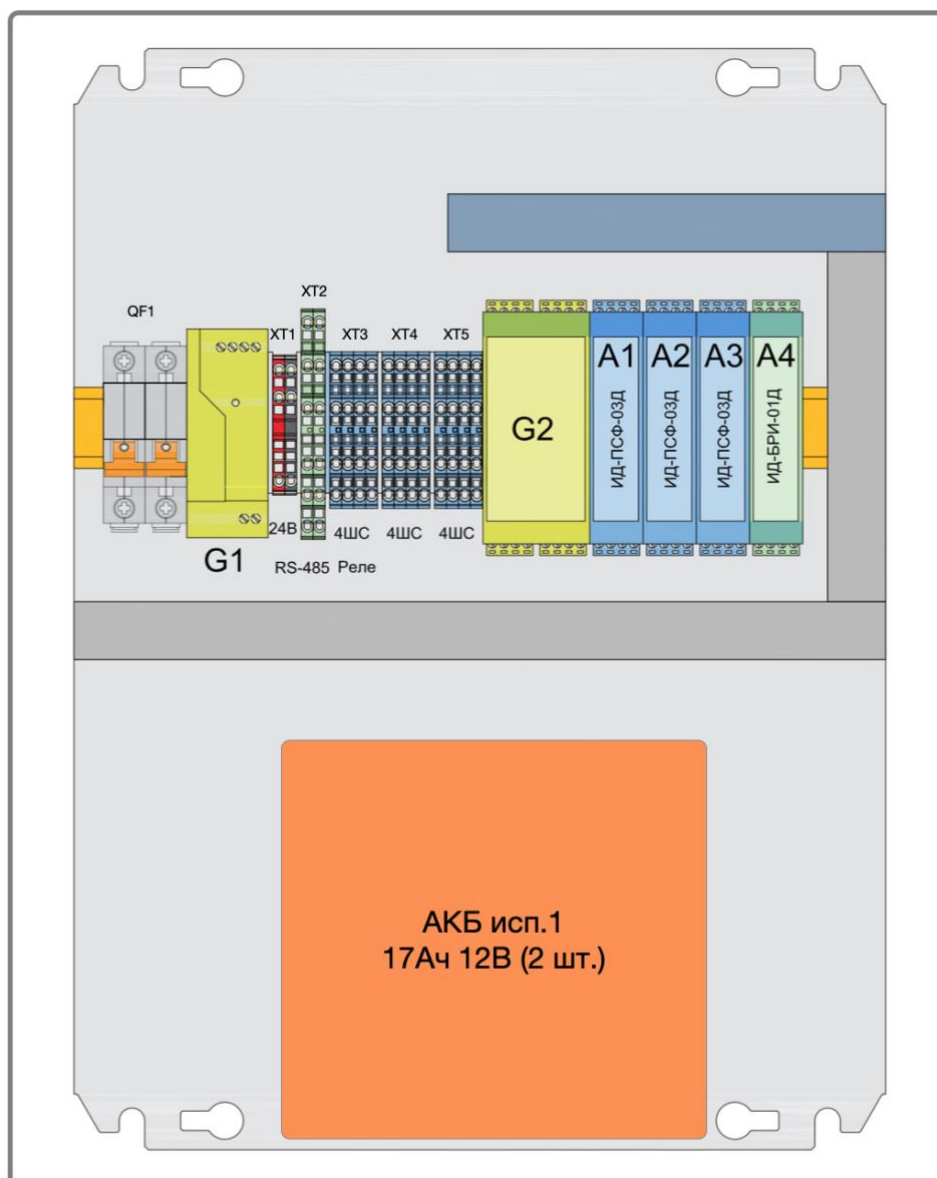 QF1
XT1
XT2
XT3
XT4
XT5
G2
A1
A2
A3
A4
ИД-ПСФ-03Д
ИД-ПСФ-03Д
ИД-ПСФ-03Д
ИД-БРИ-01Д
G1
24В
4ШС
4ШС
4ШС
RS-485
Реле
АКБ исп.1
17Ач 12В (2 шт.)